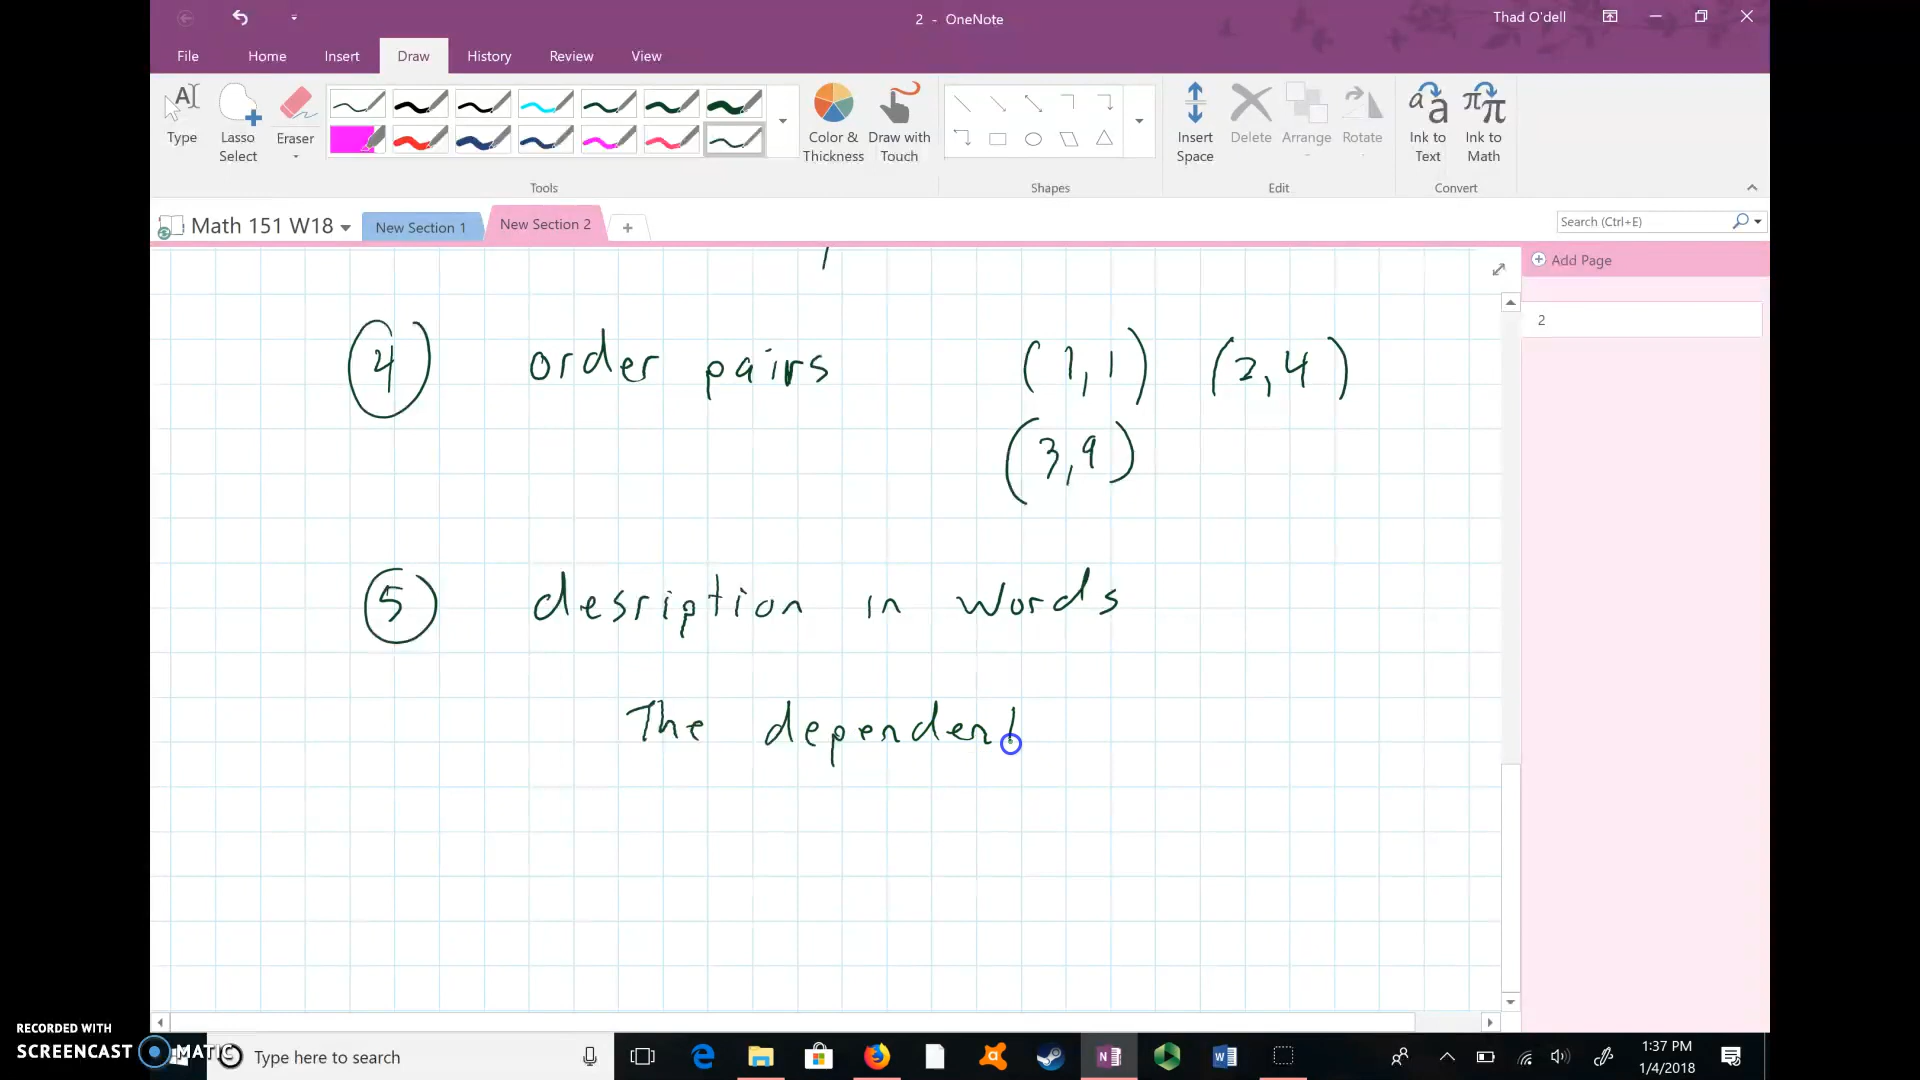 2 - OneNote
Thad O'dell
File Home Insert Draw History Review View
Type
Lasso Select
Eraser
Color & Thickness
Draw with Touch
Insert Space
Delete
Arrange
Rotate
Ink to Text
Ink to Math
Tools
Shapes
Edit
Convert
Math 151 W18
New Section 1
New Section 2
+
Search (Ctrl+E)
Add Page
2
4 order pairs (1,1) (2,4)
(3,9)
5 desription in words
The dependent
RECORDED WITH
SCREENCAST MATIC
Type here to search
1:37 PM
1/4/2018